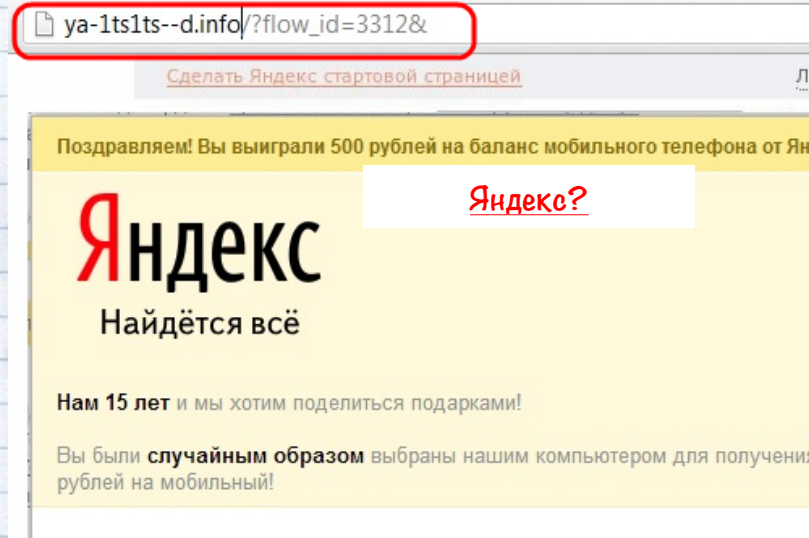 ya-1ts1ts--d.info/?flow_id=3312&
Сделать Яндекс стартовой страницей
Поздравляем! Вы выиграли 500 рублей на баланс мобильного телефона от Ян
Яндекс?
Яндекс
Найдётся всё
Нам 15 лет и мы хотим поделиться подарками!
Вы были случайным образом выбраны нашим компьютером для получения
рублей на мобильный!